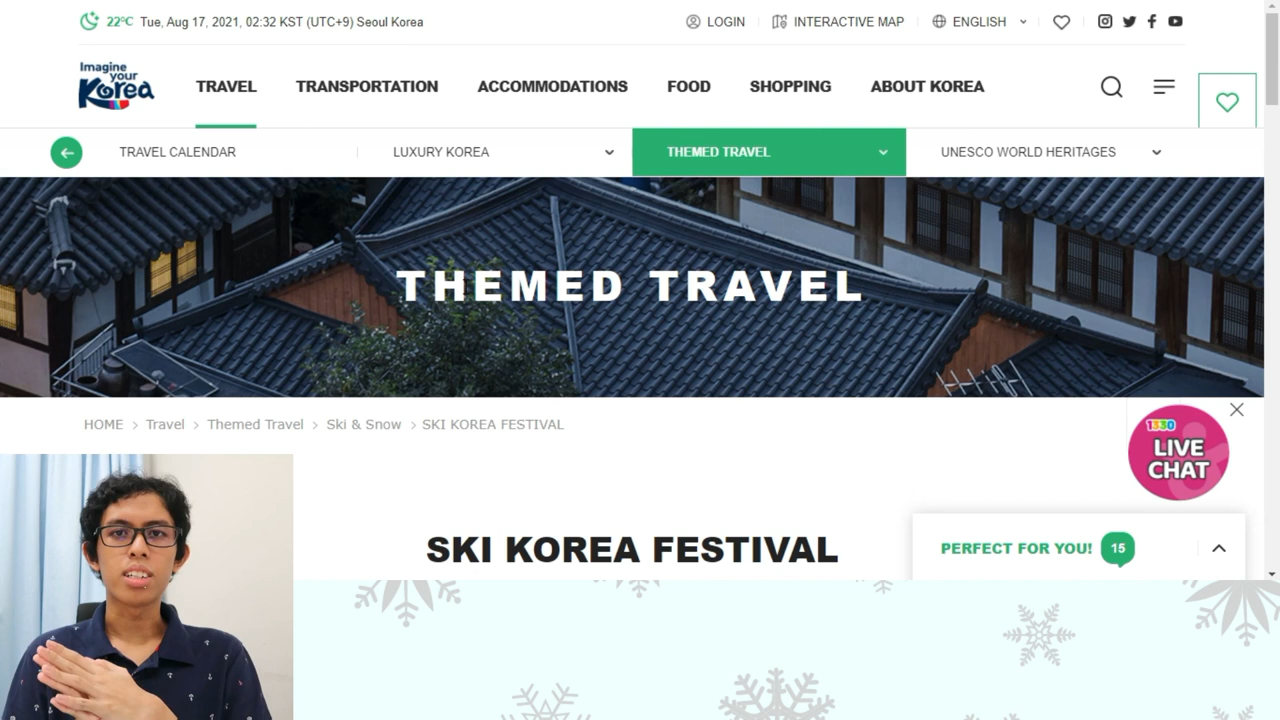 22°C Tue, Aug 17, 2021, 02:32 KST (UTC+9) Seoul Korea LOGIN INTERACTIVE MAP ENGLISH
Imagine
your
Korea
TRAVEL TRANSPORTATION ACCOMMODATIONS FOOD SHOPPING ABOUT KOREA
TRAVEL CALENDAR LUXURY KOREA THEMED TRAVEL UNESCO WORLD HERITAGES
THEMED TRAVEL
HOME > Travel > Themed Travel > Ski & Snow > SKI KOREA FESTIVAL
1330
LIVE
CHAT
SKI KOREA FESTIVAL
PERFECT FOR YOU! 15